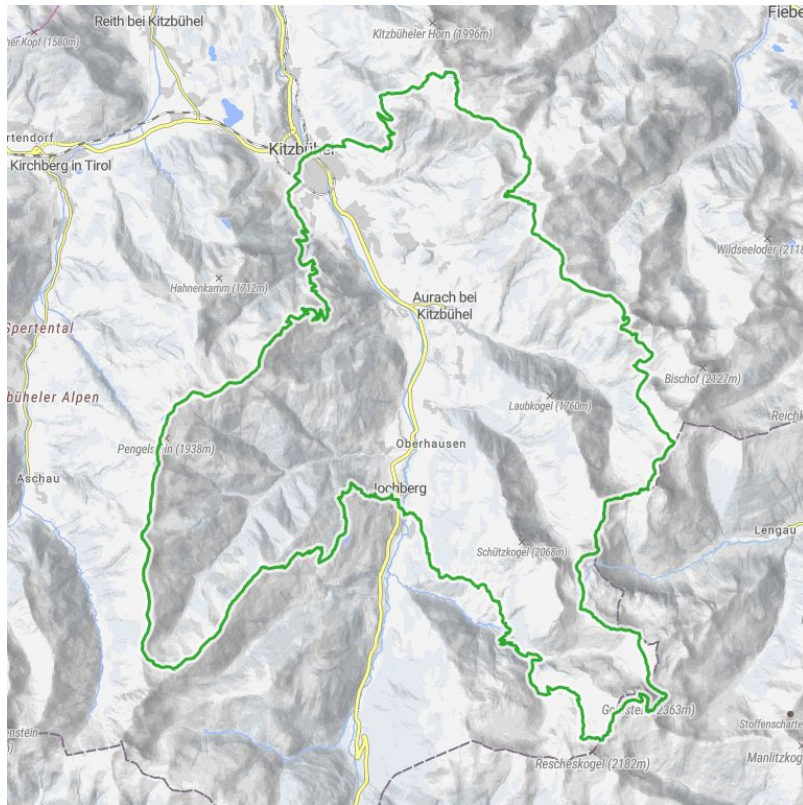 Fiebe
Reith bei Kitzbühel
Kitzbüheler Horn (1996m)
her Kopf (1580m)
rtendorf
Kitzbühel
Kirchberg in Tirol
Wildseeloder (2118
Hahnenkamm (1712m)
Aurach bei
Kitzbühel
Spertental
Bischof (2127m)
büheler Alpen
Laubkogel (1760m)
Reichk
Pengelstein (1938m)
Oberhausen
Aschau
Jochberg
Lengau
Schützkogel (2068m)
2363m)
Stoffenscharte
enstein
Rescheskogel (2182m)
Manlitzkog